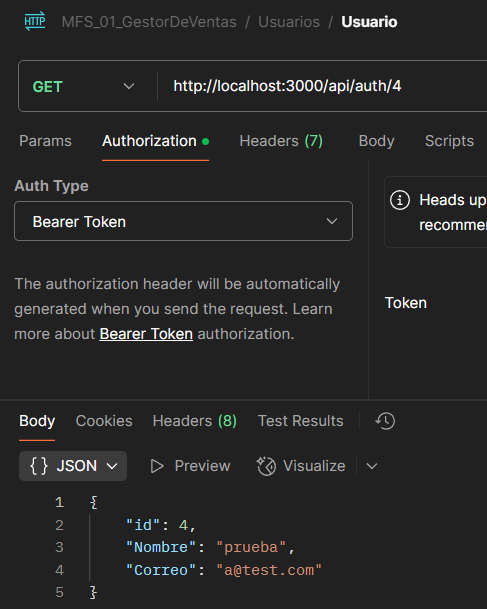 HTTP MFS_01_GestorDeVentas / Usuarios / Usuario
GET http://localhost:3000/api/auth/4
Params Authorization Headers (7) Body Scripts
Auth Type
Bearer Token
Heads up
The authorization header will be automatically
generated when you send the request. Learn
more about Bearer Token authorization.
Token
Body Cookies Headers (8) Test Results
{} JSON Preview Visualize
1 {
2 "id": 4,
3 "Nombre": "prueba",
4 "Correo": "a@test.com"
5 }